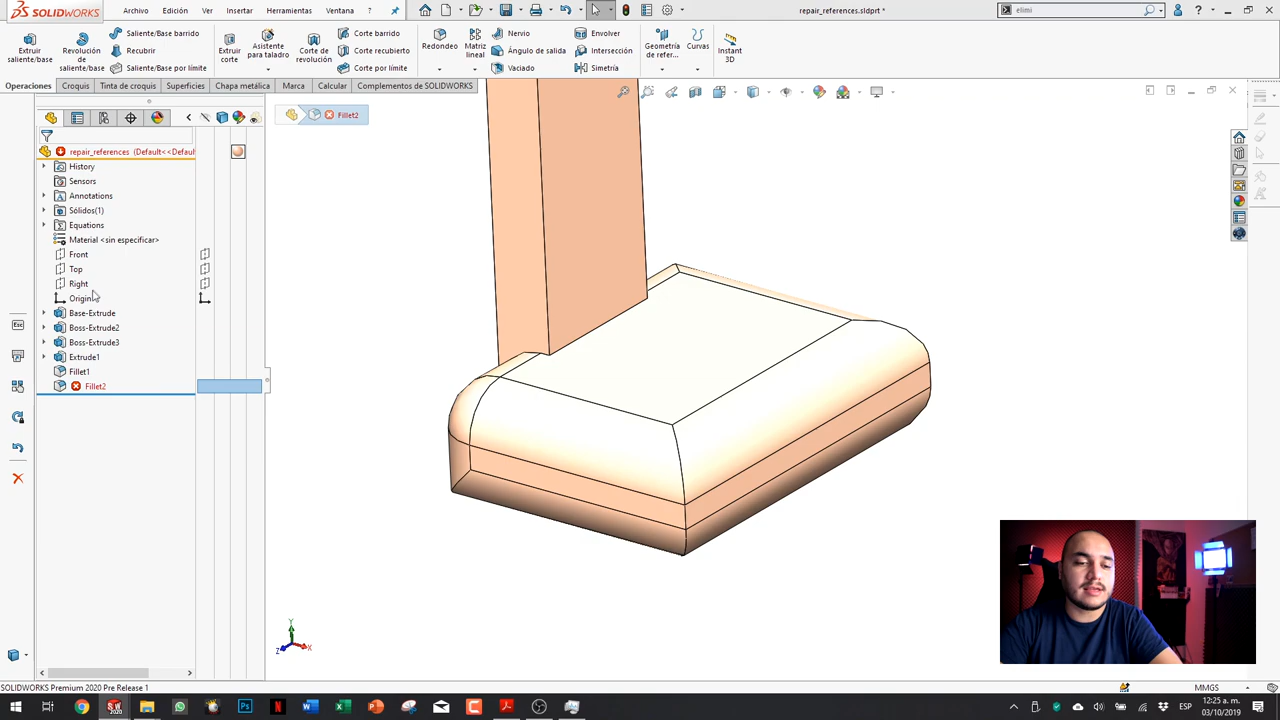 SOLIDWORKS
Archivo Edición Ver Insertar Herramientas Ventana ?
repair_references.sldprt *
elimi
Extruir saliente/base
Revolución de saliente/base
Saliente/Base barrido
Recubrir
Saliente/Base por límite
Extruir corte
Asistente para taladro
Corte de revolución
Corte barrido
Corte recubierto
Corte por límite
Redondeo
Matriz lineal
Nervio
Ángulo de salida
Vaciado
Envolver
Intersección
Simetría
Geometría de refer...
Curvas
Instant 3D
Operaciones Croquis Tinta de croquis Superficies Chapa metálica Marca Calcular Complementos de SOLIDWORKS
Fillet2
repair_references (Default<<Defaul
History
Sensors
Annotations
Sólidos(1)
Equations
Material <sin especificar>
Front
Top
Right
Origin
Base-Extrude
Boss-Extrude2
Boss-Extrude3
Extrude1
Fillet1
Fillet2
Esc
Y
Z X
SOLIDWORKS Premium 2020 Pre Release 1
MMGS
ESP
12:25 a. m.
03/10/2019